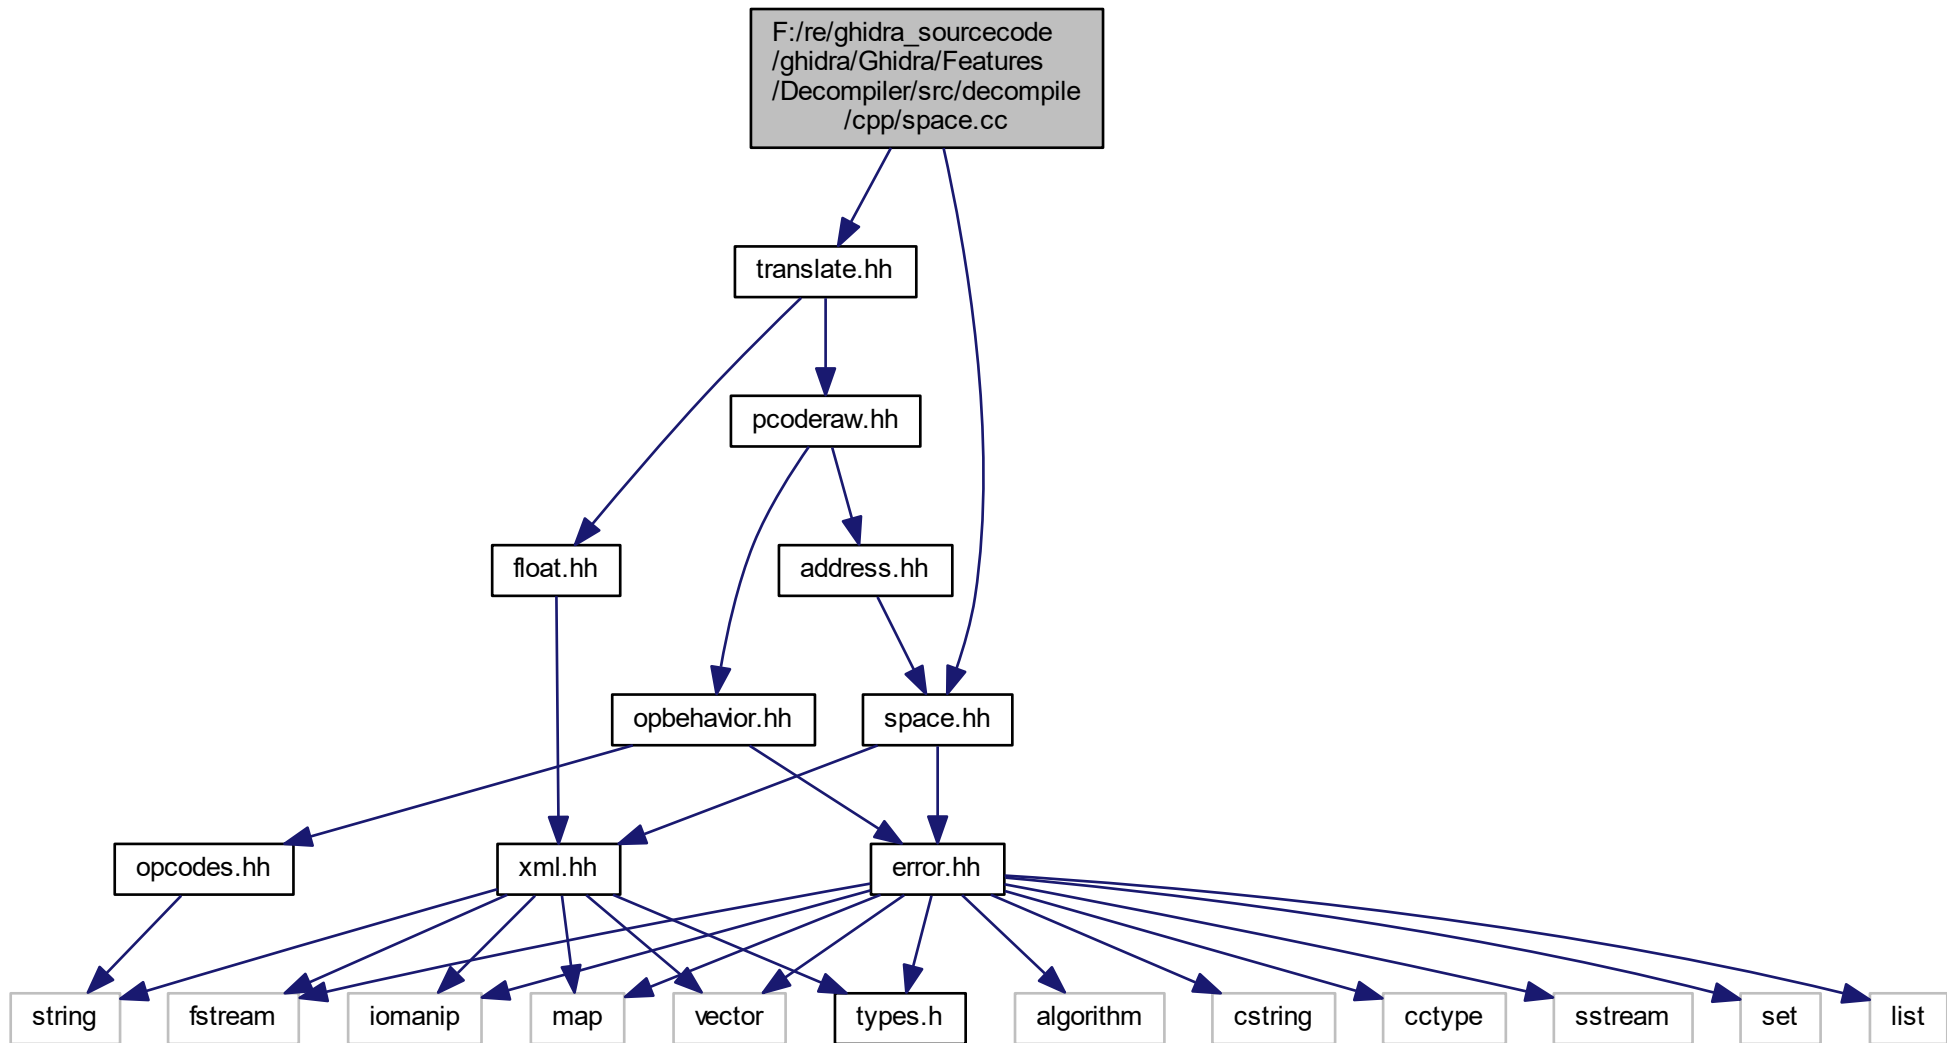 F:/re/ghidra_sourcecode
/ghidra/Ghidra/Features
/Decompiler/src/decompile
/cpp/space.cc
translate.hh
pcoderaw.hh
float.hh
address.hh
opbehavior.hh
space.hh
opcodes.hh
xml.hh
error.hh
string
fstream
iomanip
map
vector
types.h
algorithm
cstring
cctype
sstream
set
list